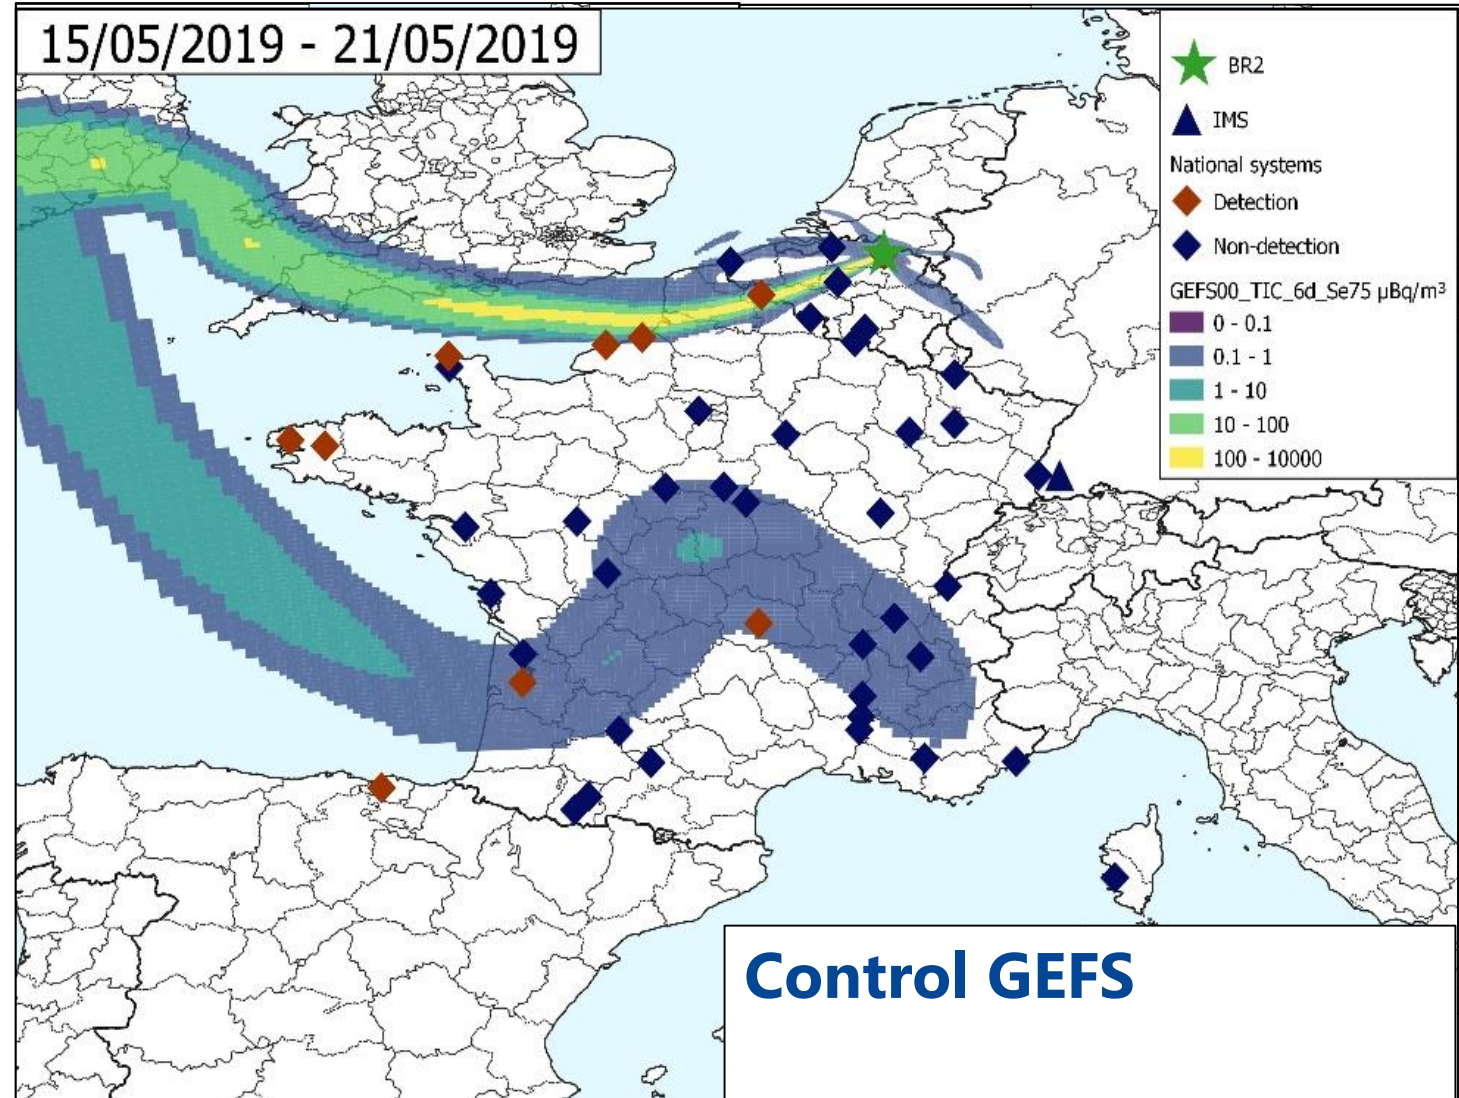 15/05/2019 - 21/05/2019
BR2
IMS
National systems
Detection
Non-detection
GEFS00_TIC_6d_Se75 µBq/m³
0 - 0.1
0.1 - 1
1 - 10
10 - 100
100 - 10000
Control GEFS